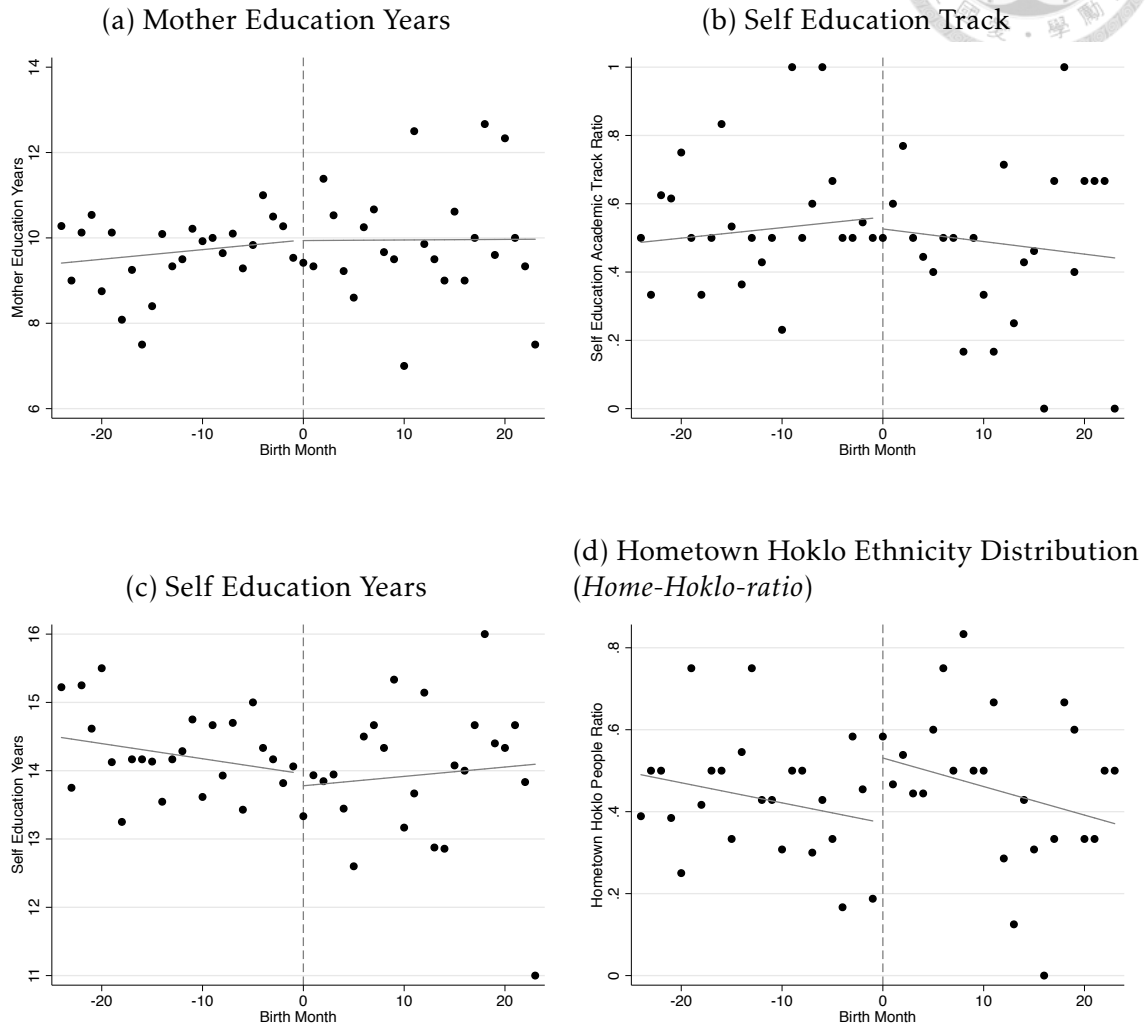 (a) Mother Education Years
(b) Self Education Track
國
學
勵
Mother Education Years
14
12
10
8
6
-20 -10 0 10 20
Birth Month
Self Education Academic Track Ratio
1
.8
.6
.4
.2
0
-20 -10 0 10 20
Birth Month
(c) Self Education Years
(d) Hometown Hoklo Ethnicity Distribution
(Home-Hoklo-ratio)
Self Education Years
16
15
14
13
12
11
-20 -10 0 10 20
Birth Month
Hometown Hoklo People Ratio
.8
.6
.4
.2
0
-20 -10 0 10 20
Birth Month